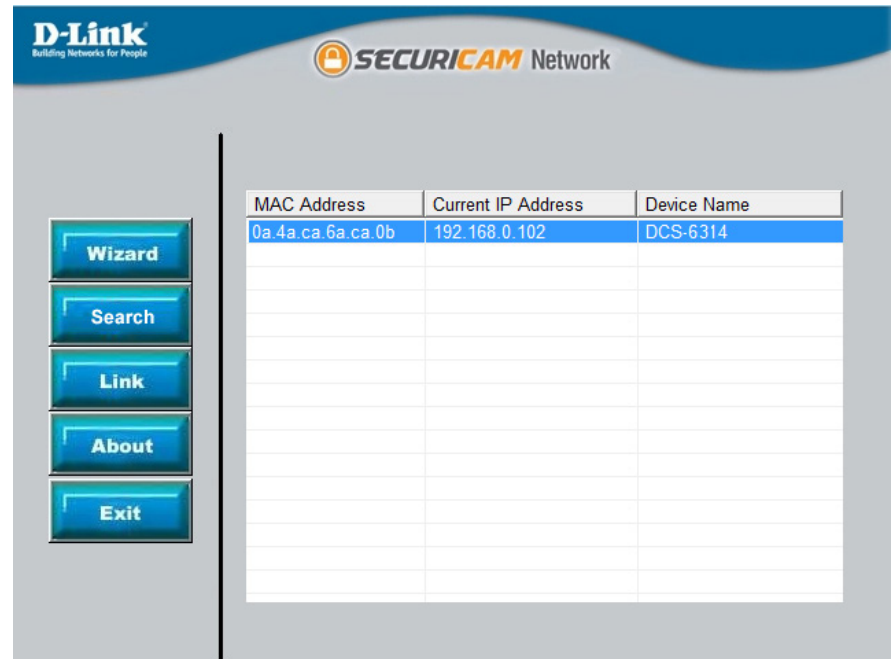 D-Link
Building Networks for People
SECURICAM Network
MAC Address Current IP Address Device Name
0a.4a.ca.6a.ca.0b 192.168.0.102 DCS-6314
Wizard
Search
Link
About
Exit